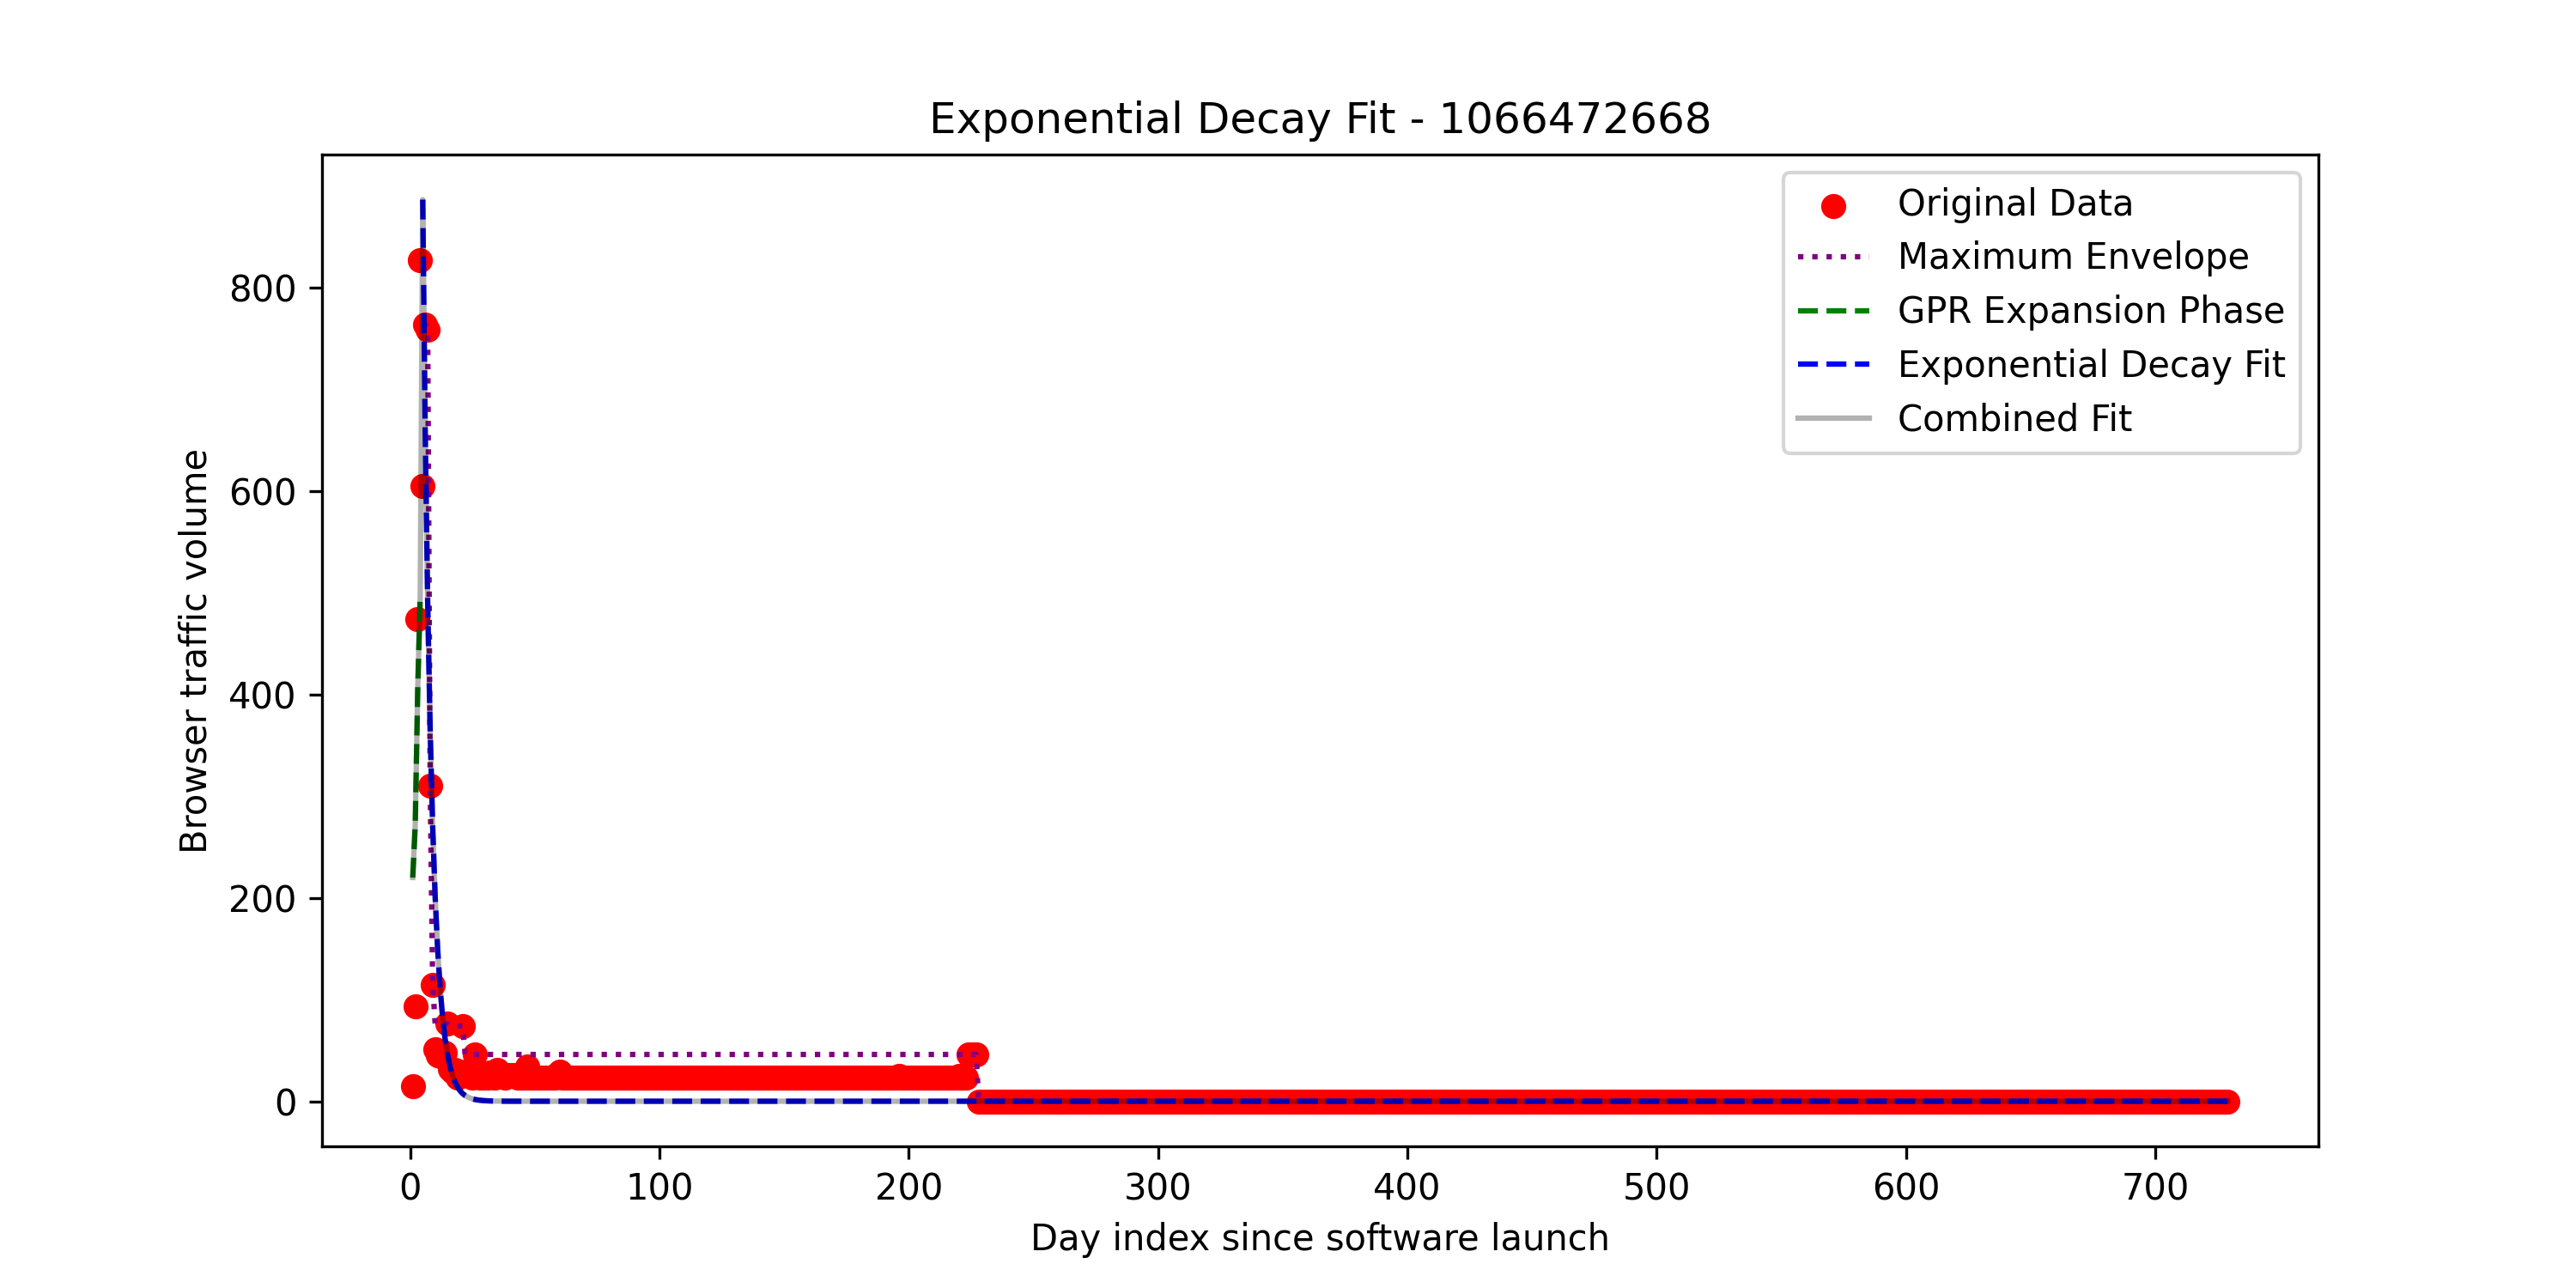 Exponential Decay Fit - 1066472668
Original Data
Maximum Envelope
GPR Expansion Phase
Exponential Decay Fit
Combined Fit
Browser traffic volume
800
600
400
200
0
0 100 200 300 400 500 600 700
Day index since software launch